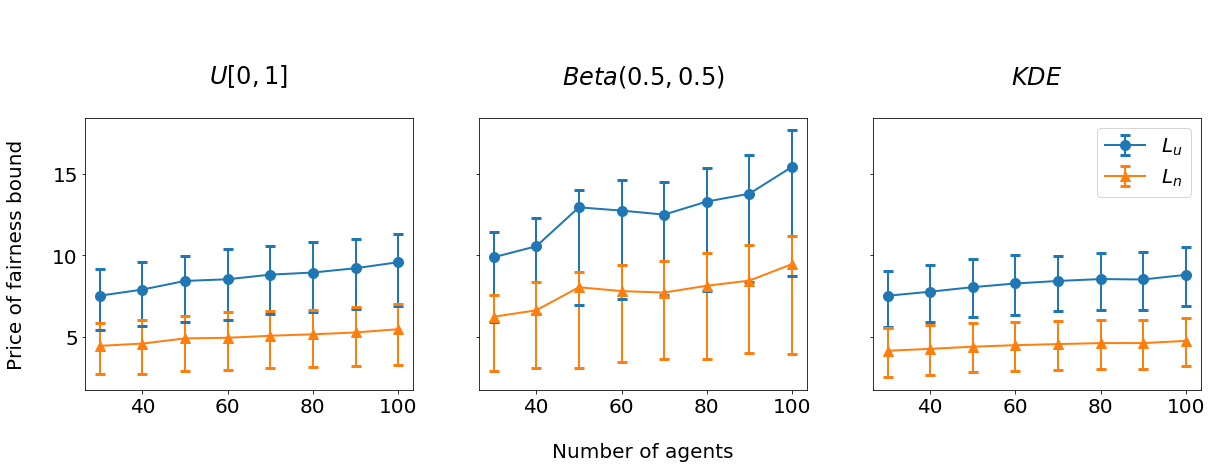 U[0, 1]
Beta(0.5, 0.5)
KDE
Price of fairness bound
15
10
5
L_u
L_n
40 60 80 100
40 60 80 100
40 60 80 100
Number of agents